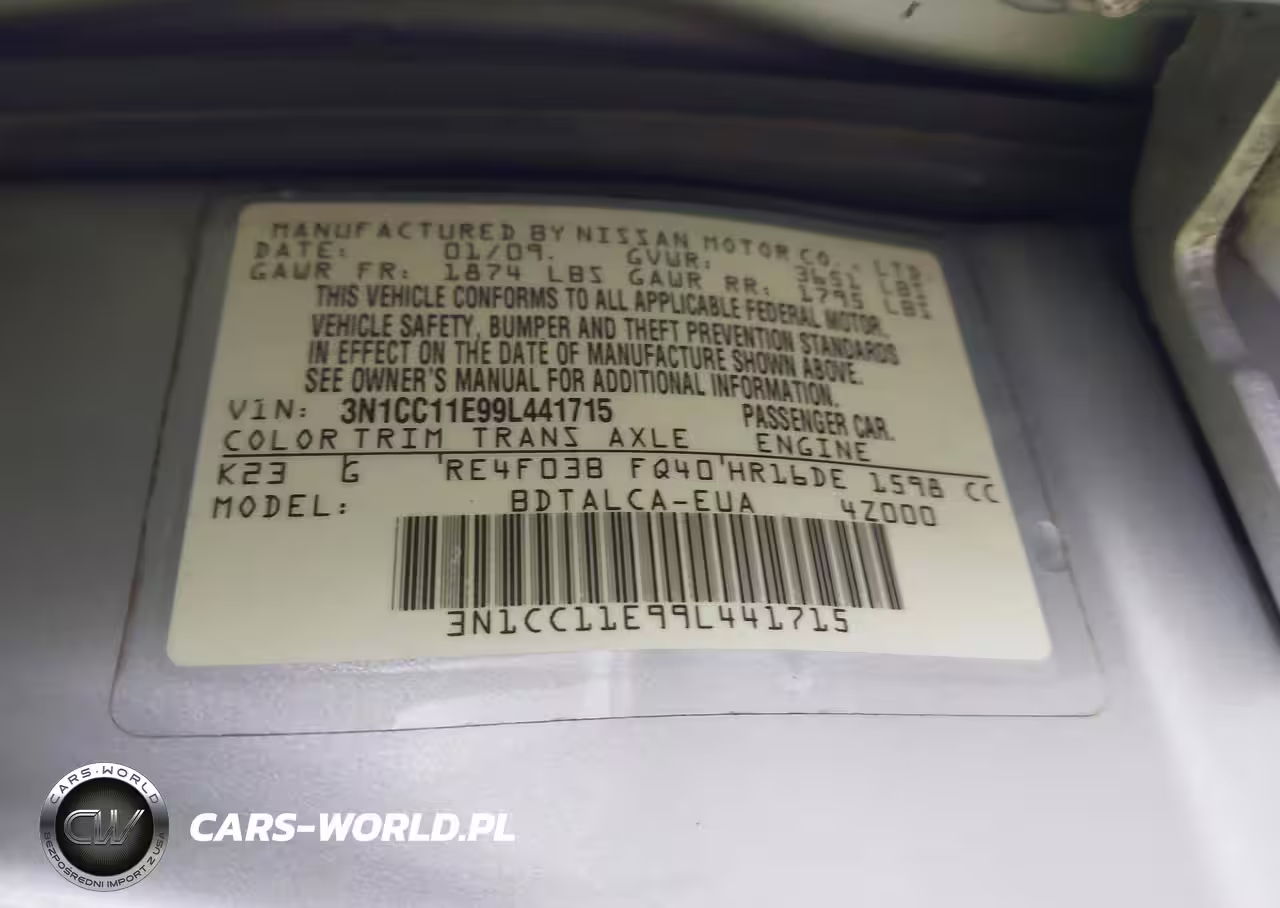 MANUFACTURED BY NISSAN MOTOR CO., LTD.
DATE: 01/09. GVWR: 3651 LBS
GAWR FR: 1874 LBS GAWR RR: 1795 LBS
THIS VEHICLE CONFORMS TO ALL APPLICABLE FEDERAL MOTOR
VEHICLE SAFETY, BUMPER AND THEFT PREVENTION STANDARDS
IN EFFECT ON THE DATE OF MANUFACTURE SHOWN ABOVE.
SEE OWNER'S MANUAL FOR ADDITIONAL INFORMATION.
VIN: 3N1CC11E99L441715 PASSENGER CAR.
COLOR TRIM TRANS AXLE ENGINE
K23 G RE4F03B FQ40 HR16DE 1598 CC
MODEL: BDTALCA-EUA 4Z000
3N1CC11E99L441715
CARS-WORLD
CW
BEZPOŚREDNI IMPORT Z USA
CARS-WORLD.PL